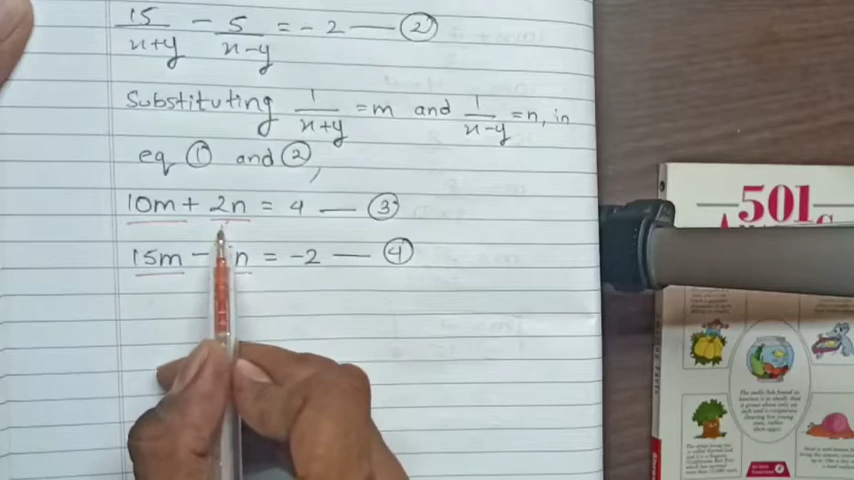 15/(x+y) - 5/(x-y) = -2 —— ②
Substituting 1/(x+y) = m and 1/(x-y) = n, in
eq ① and ②,
10m + 2n = 4 —— ③
15m - n = -2 —— ④
501